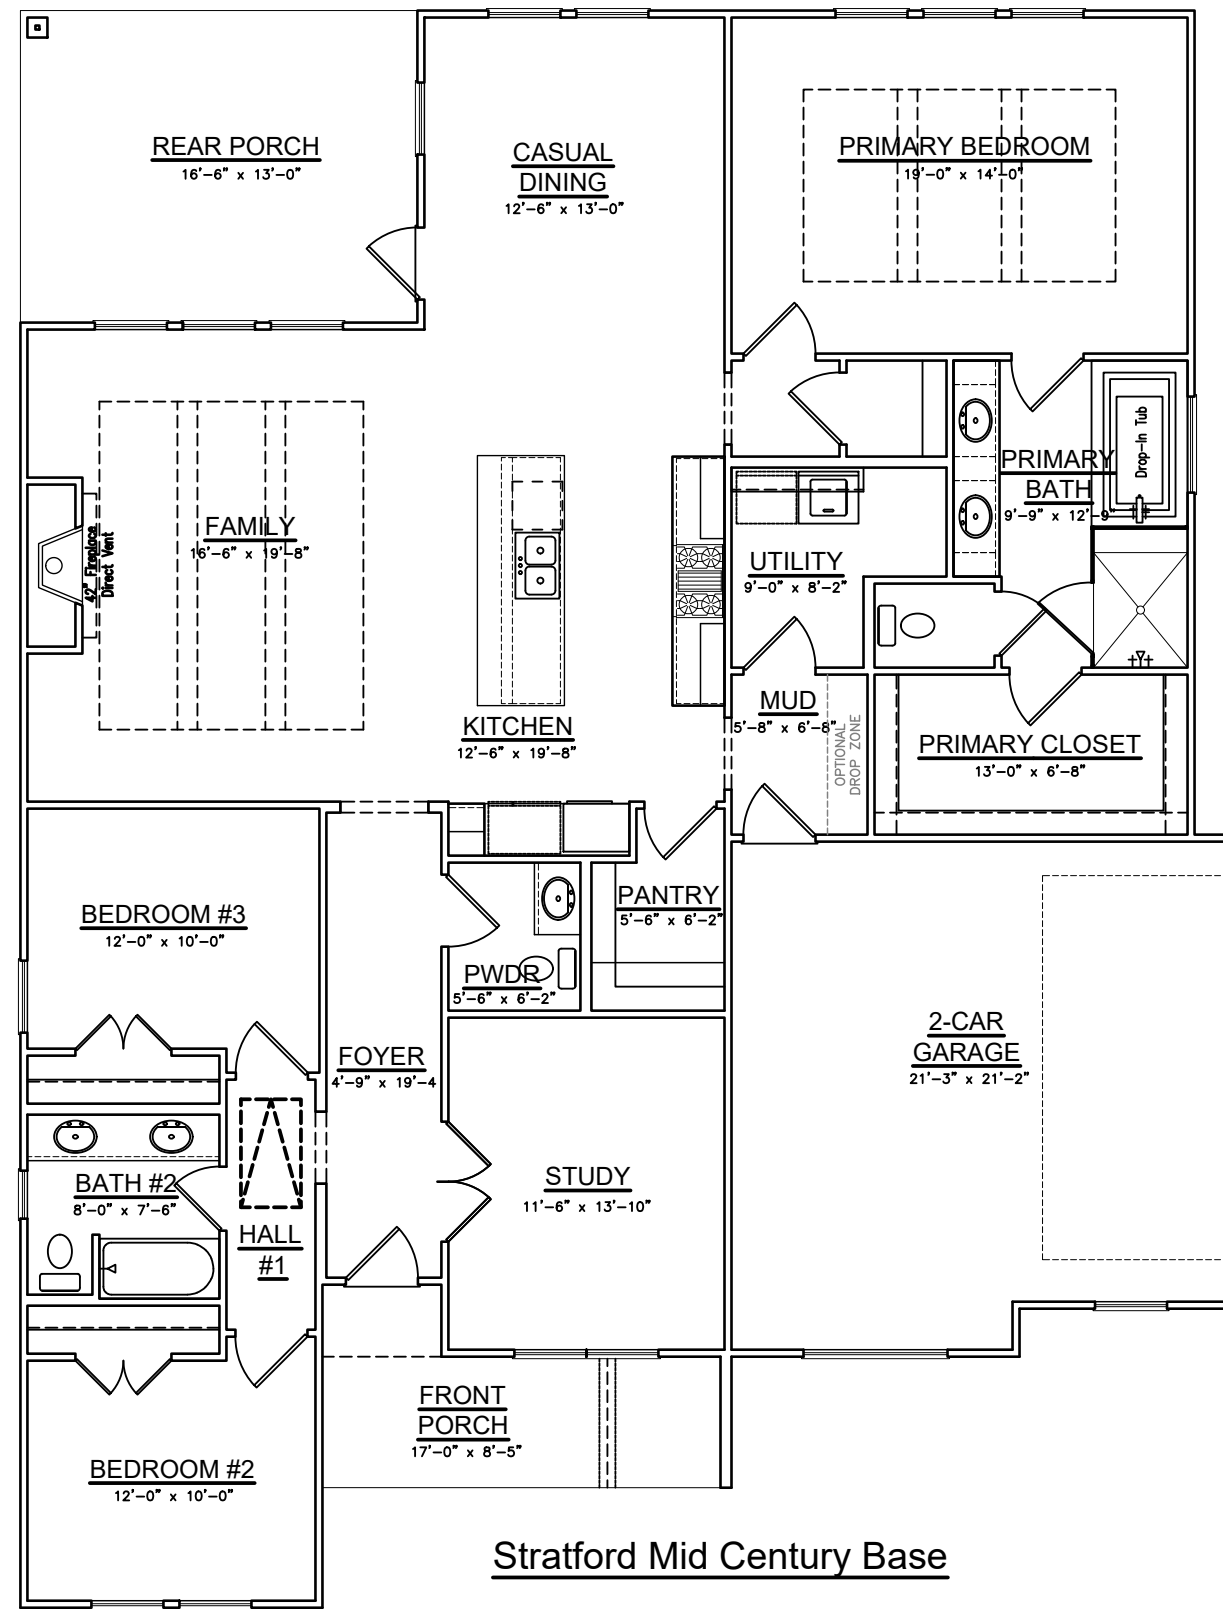 REAR PORCH
16'-6" x 13'-0"
CASUAL
DINING
12'-6" x 13'-0"
PRIMARY BEDROOM
19'-0" x 14'-0"
FAMILY
16'-6" x 19'-8"
42" Fireplace
Direct Vent
PRIMARY
BATH
9'-9" x 12'-9"
Drop-In Tub
UTILITY
9'-0" x 8'-2"
KITCHEN
12'-6" x 19'-8"
MUD
5'-8" x 6'-8"
OPTIONAL
DROP ZONE
PRIMARY CLOSET
13'-0" x 6'-8"
BEDROOM #3
12'-0" x 10'-0"
PANTRY
5'-6" x 6'-2"
PWDR
5'-6" x 6'-2"
FOYER
4'-9" x 19'-4
2-CAR
GARAGE
21'-3" x 21'-2"
BATH #2
8'-0" x 7'-6"
STUDY
11'-6" x 13'-10"
HALL
#1
FRONT
PORCH
17'-0" x 8'-5"
BEDROOM #2
12'-0" x 10'-0"
Stratford Mid Century Base